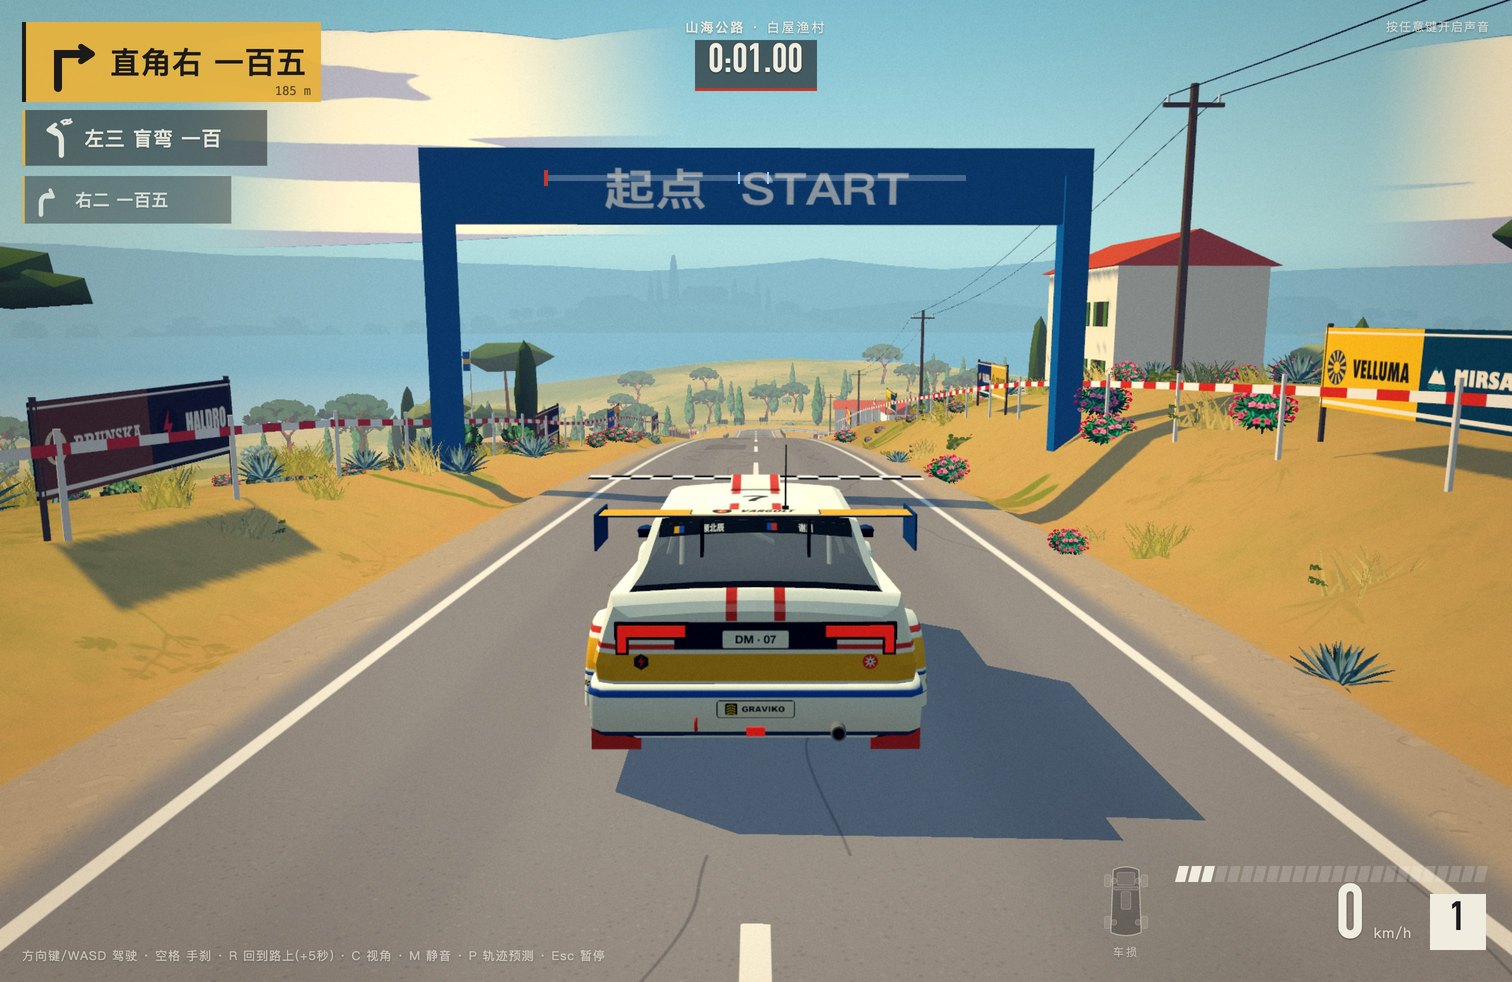 直角右 一百五
185 m
左三 盲弯 一百
右二 一百五
山海公路 · 白屋渔村
0:01.00
按任意键开启声音
起点 START
BRUNSKA
HALDRO
VELLUMA
MIRSA
7
VARGOLT
DM·07
GRAVIKO
车损
0 km/h
1
方向键/WASD 驾驶 · 空格 手刹 · R 回到路上(+5秒) · C 视角 · M 静音 · P 轨迹预测 · Esc 暂停